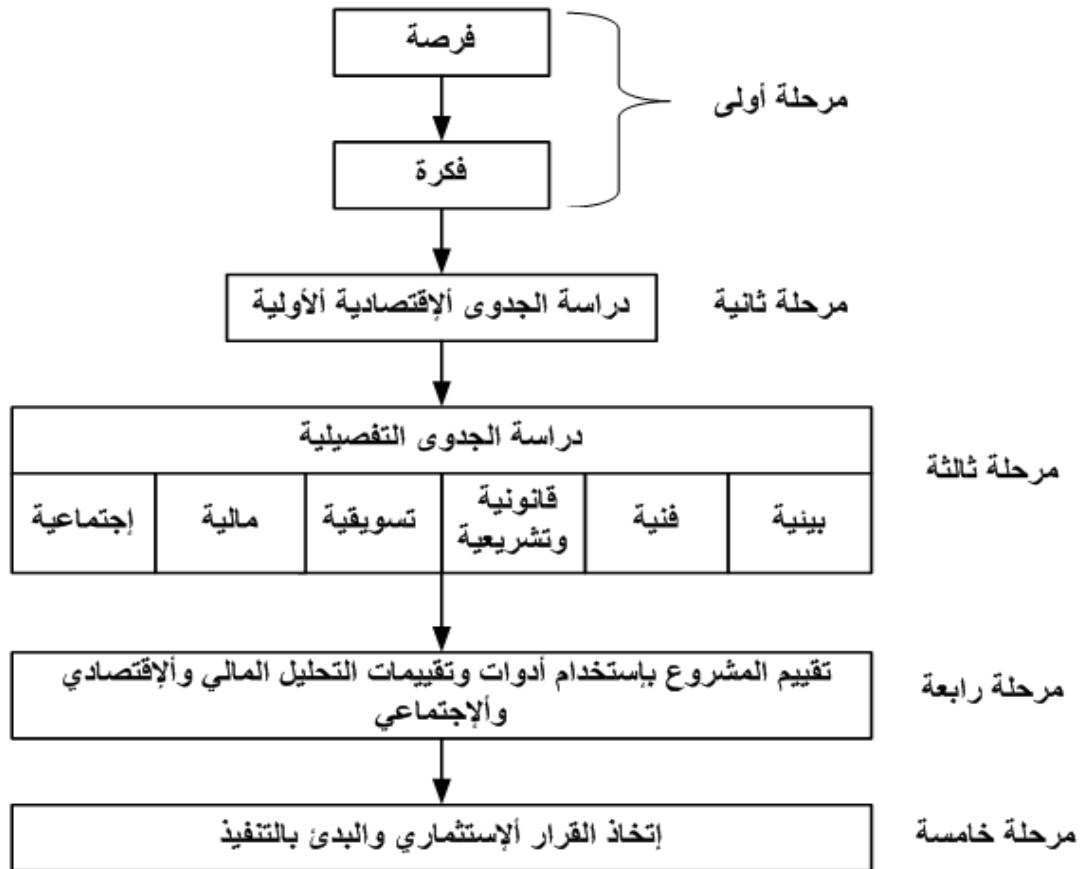 فرصة
مرحلة أولى
فكرة
مرحلة ثانية
دراسة الجدوى ألإقتصادية ألأولية
دراسة الجدوى التفصيلية
مرحلة ثالثة
بيئية
فنية
قانونية
وتشريعية
تسويقية
مالية
إجتماعية
تقييم المشروع بإستخدام أدوات وتقييمات التحليل المالي وألإقتصادي
وألإجتماعي
مرحلة رابعة
إتخاذ القرار ألإستثماري والبدئ بالتنفيذ
مرحلة خامسة